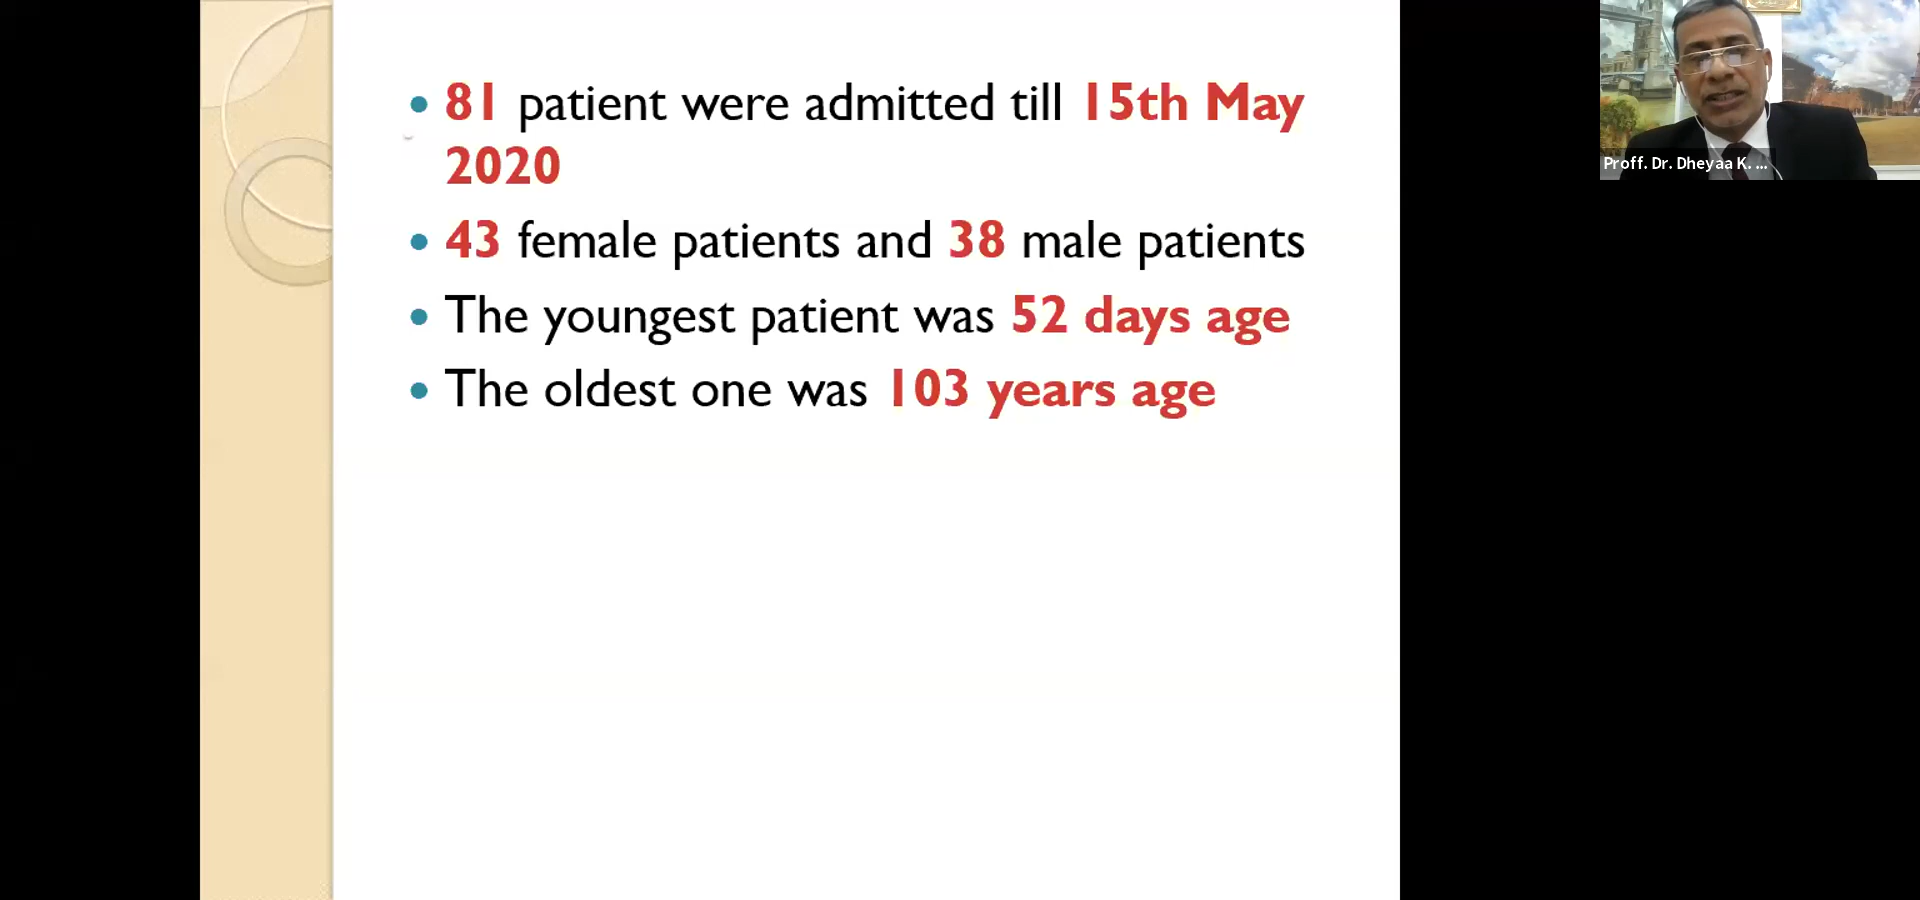 81 patient were admitted till 15th May
2020
43 female patients and 38 male patients
The youngest patient was 52 days age
The oldest one was 103 years age
Proff. Dr. Dheyaa K. ...